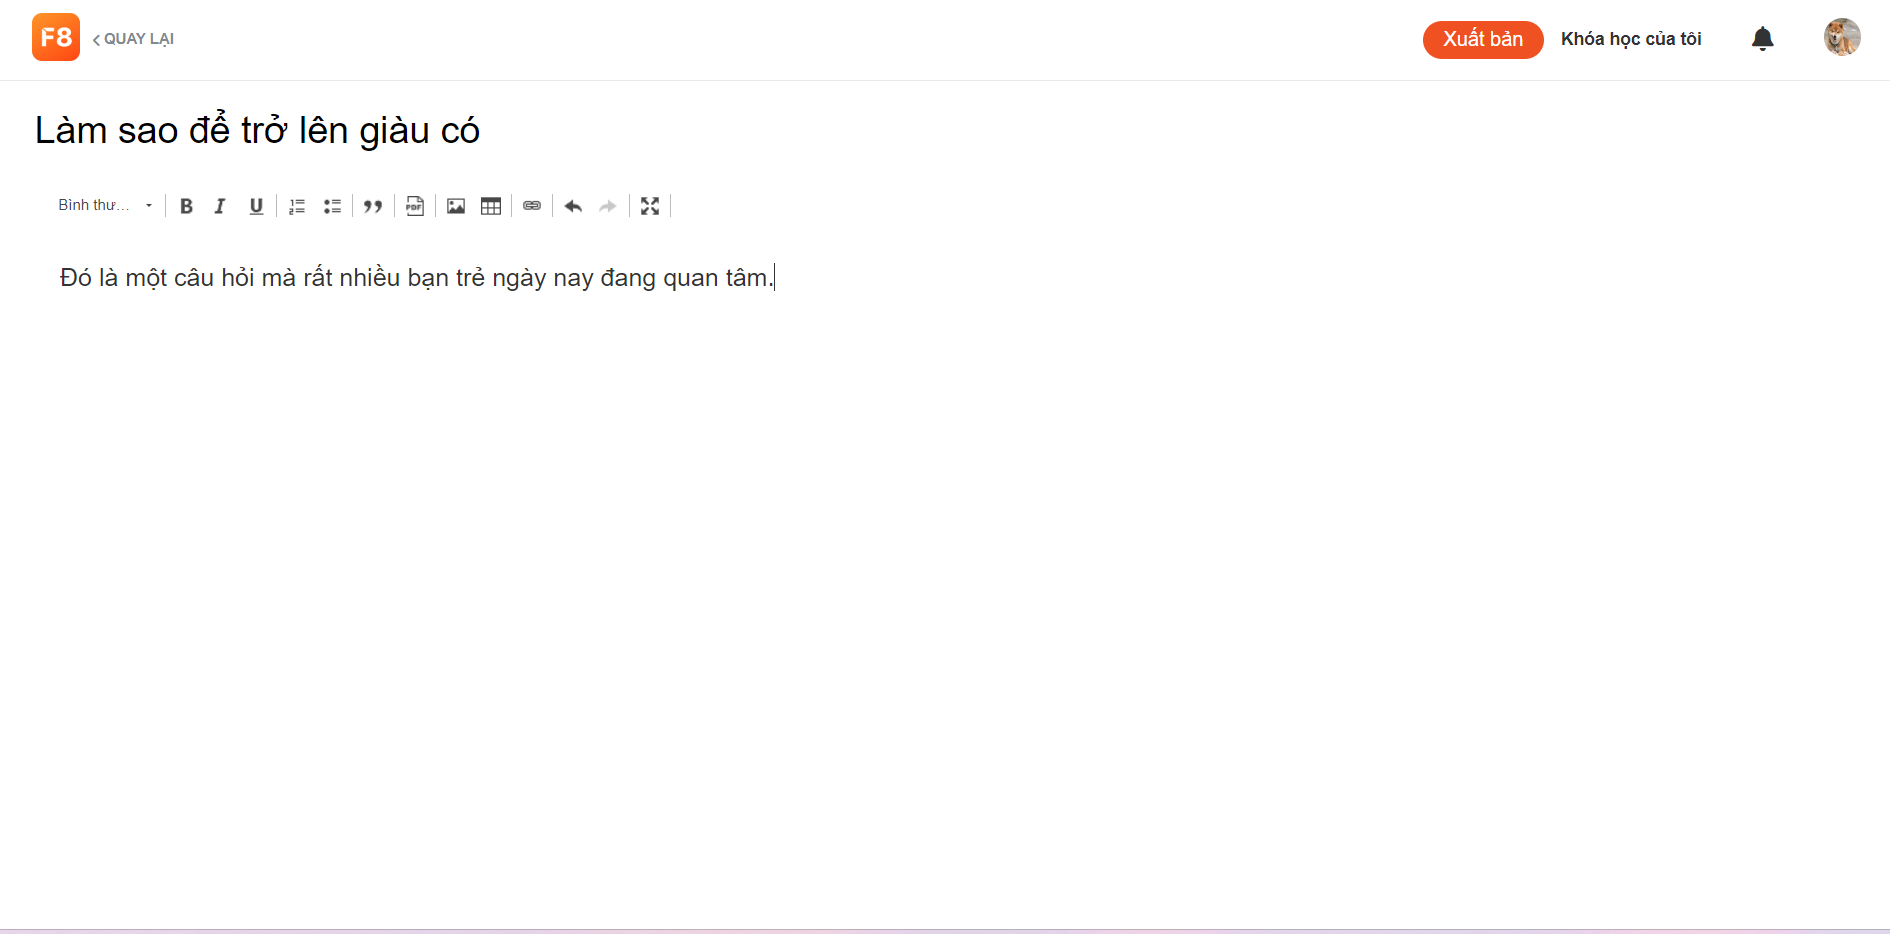 F8
QUAY LẠI
Xuất bản
Khóa học của tôi
Làm sao để trở lên giàu có
Bình thư...
B I U
PDF
Đó là một câu hỏi mà rất nhiều bạn trẻ ngày nay đang quan tâm.